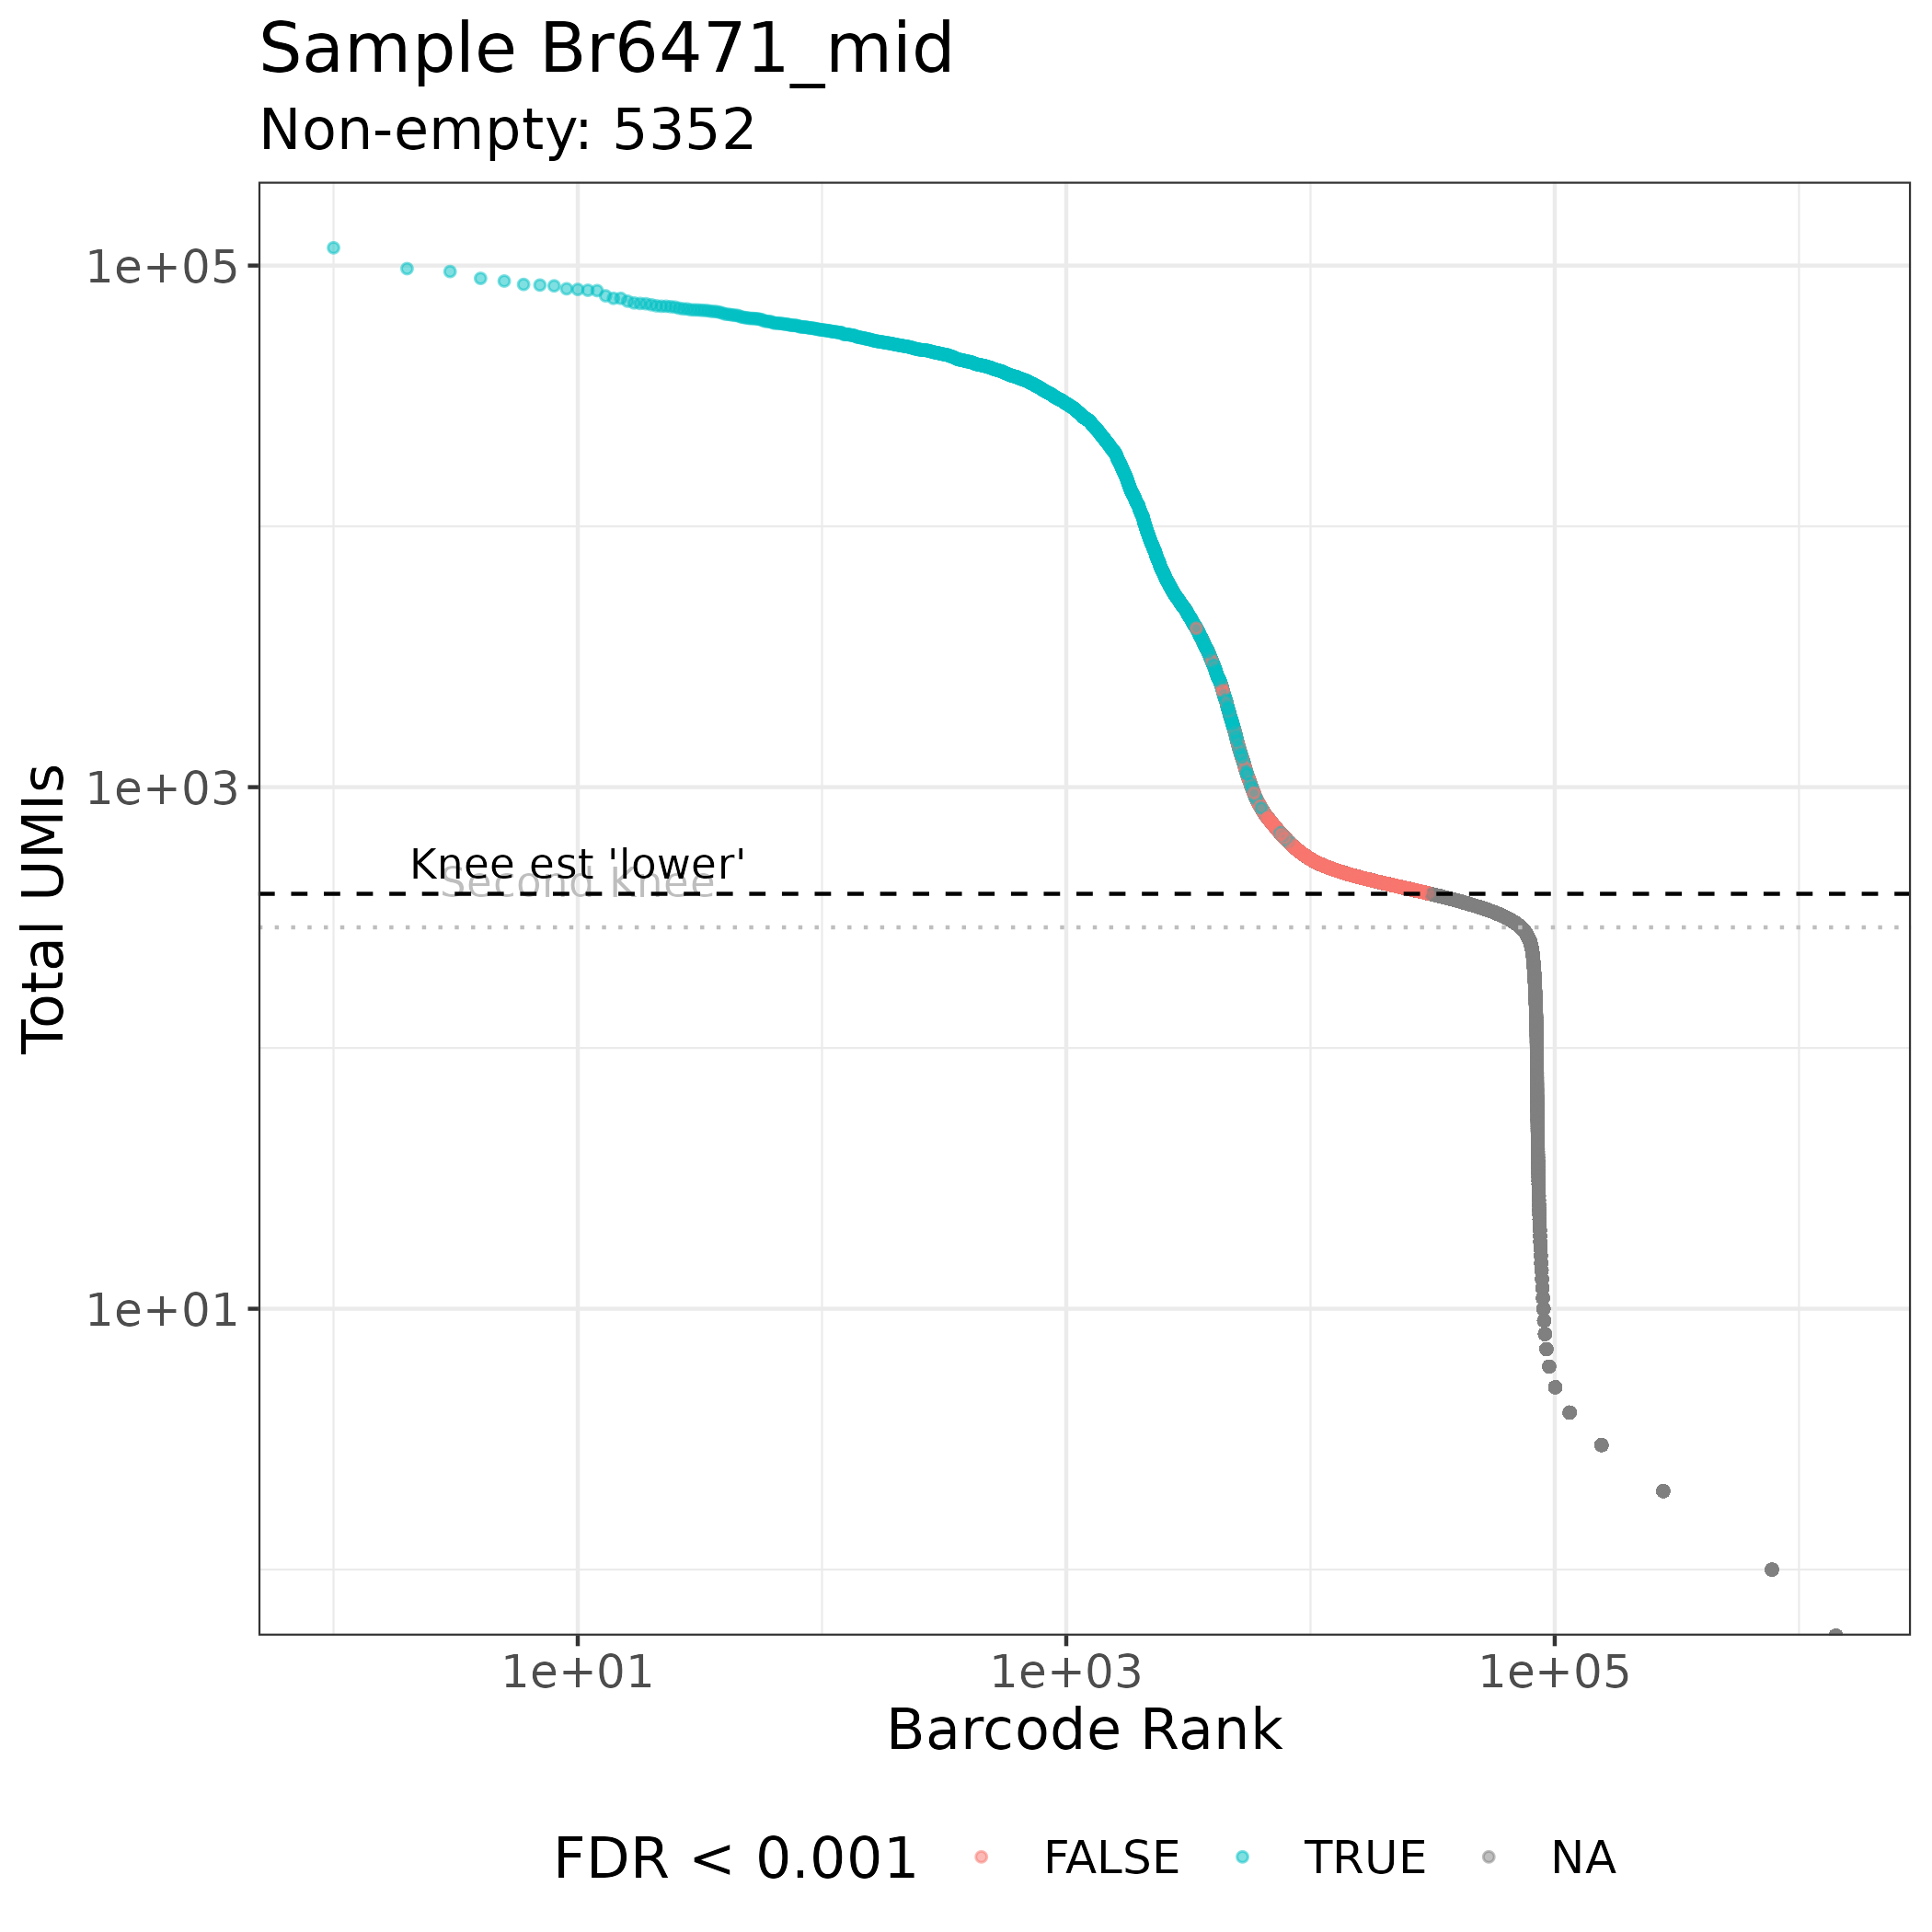 Sample Br6471_mid
Non-empty: 5352
Total UMIs
1e+05
1e+03
1e+01
Knee est 'lower'
Second Knee
1e+01 1e+03 1e+05
Barcode Rank
FDR < 0.001 FALSE TRUE NA